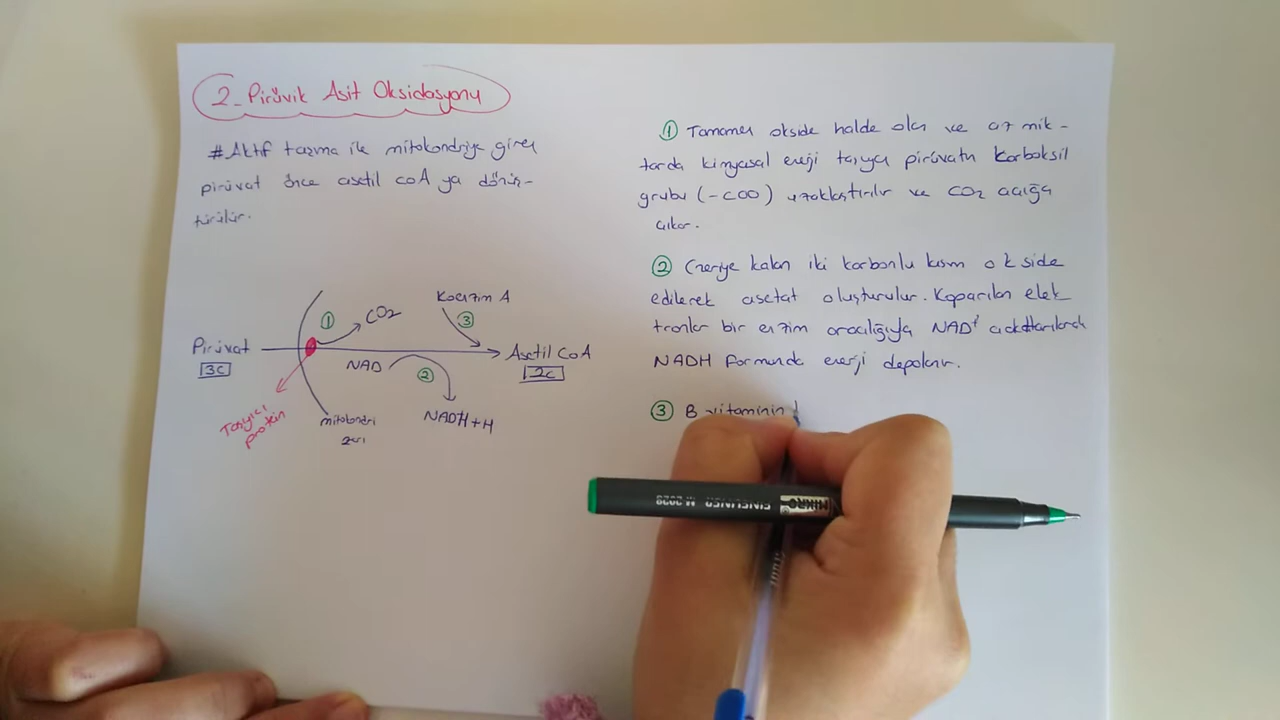 2- Pirüvik Asit Oksidasyonu
# Aktif taşıma ile mitokondriye giren
pirüvat önce asetil coA ya dönüş-
türülür.
Pirüvat
3c
①
CO2
Koenzim A
③
Asetil CoA
2c
NAD
②
NADH+H
Taşıyıcı
protein
mitokondri
zarı
① Tamamen okside halde olan ve az mik-
tarda kimyasal enerji taşıyan pirüvatın karboksil
grubu (-COO) uzaklaştırılır ve CO2 açığa
çıkar.
② Geriye kalan iki karbonlu kısım okside
edilerek asetat oluşturulur. Koparılan elek
tronlar bir enzim aracılığıyla NAD+ a aktarılarak
NADH formunda enerji depolanır.
③ B vitaminin
MIKRO
FINELINER M-2020